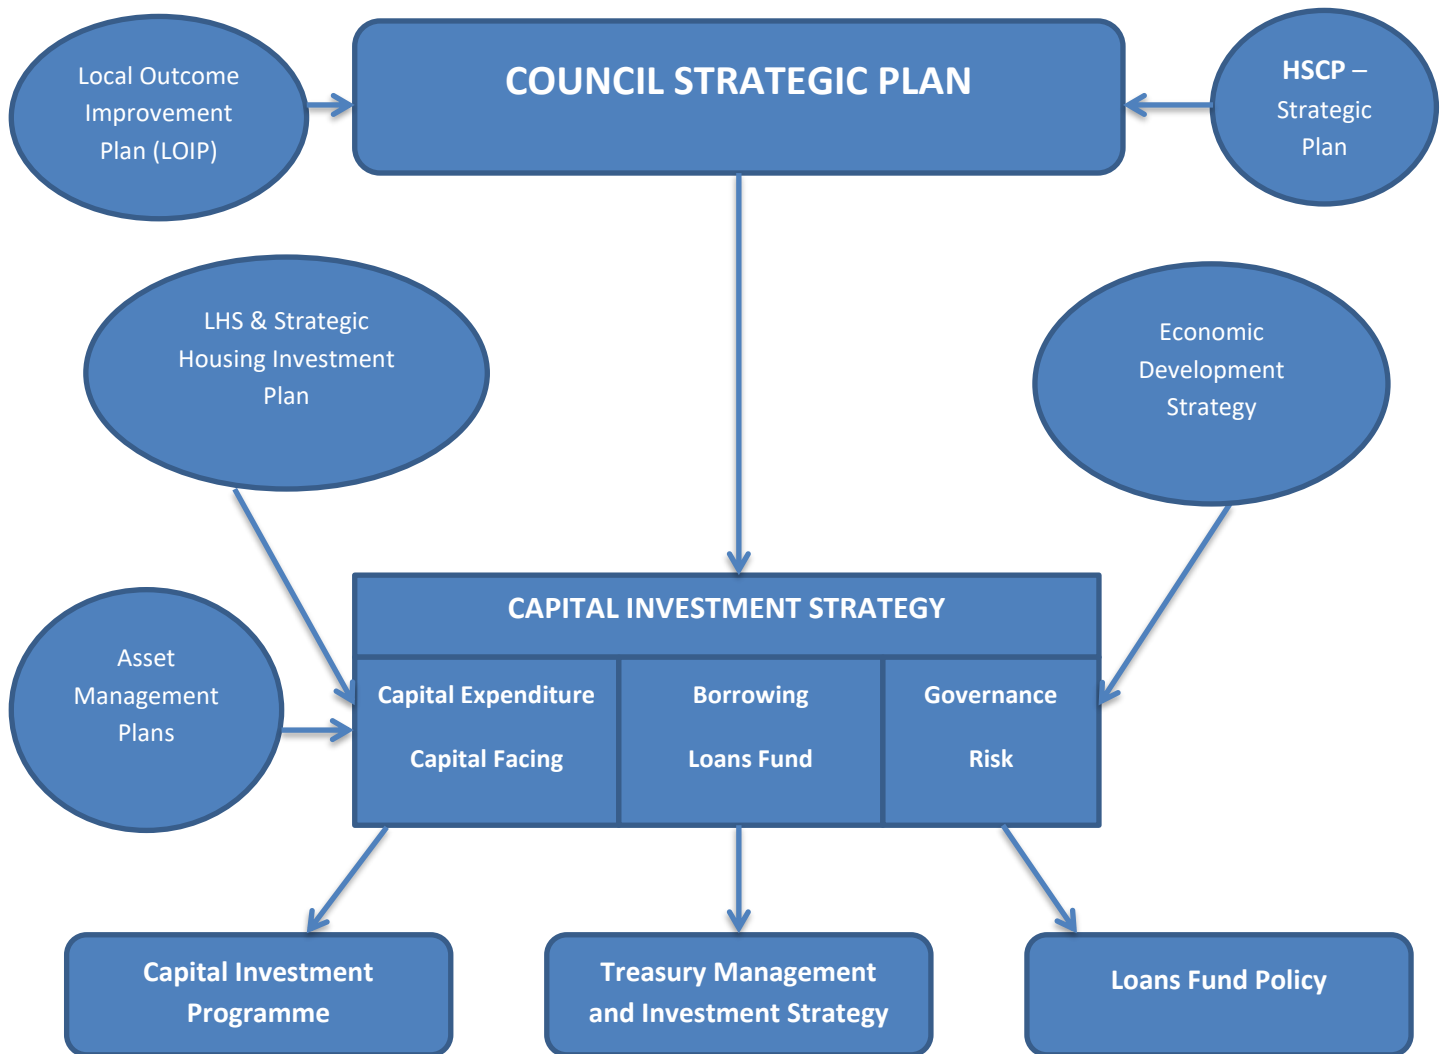 Local Outcome
Improvement
Plan (LOIP)
COUNCIL STRATEGIC PLAN
HSCP –
Strategic
Plan
LHS & Strategic
Housing Investment
Plan
Economic
Development
Strategy
CAPITAL INVESTMENT STRATEGY
Asset
Management
Plans
Capital Expenditure
Capital Facing
Borrowing
Loans Fund
Governance
Risk
Capital Investment
Programme
Treasury Management
and Investment Strategy
Loans Fund Policy